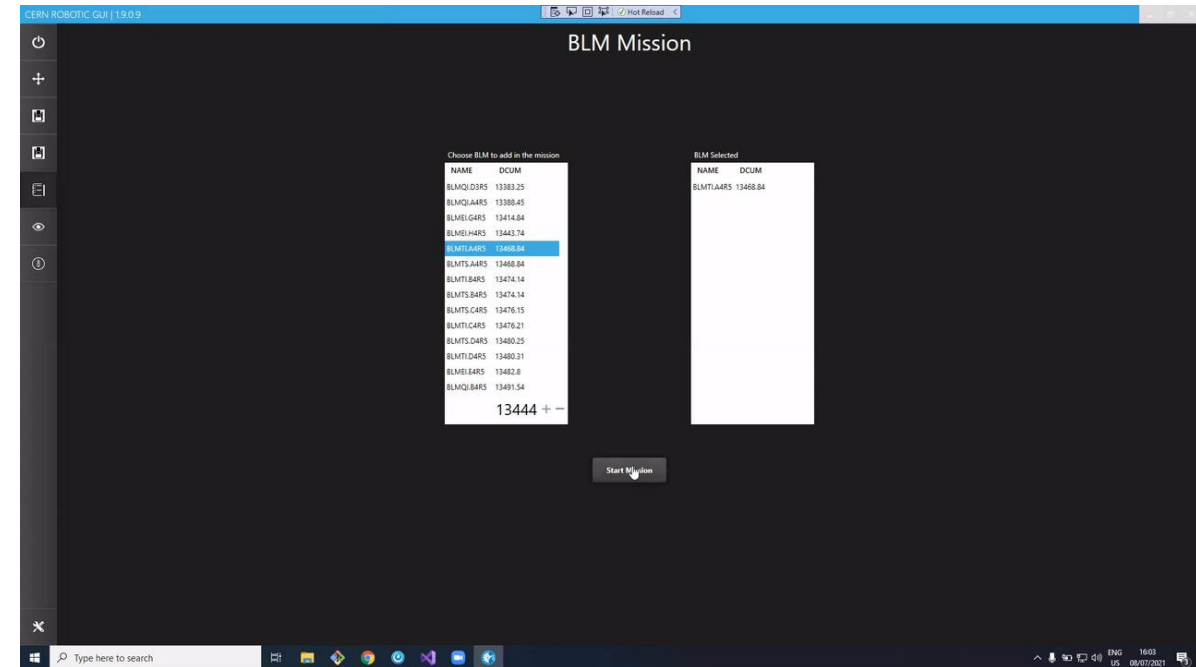 CERN ROBOTIC GUI | 1.9.0.9
Hot Reload
BLM Mission
Choose BLM to add in the mission
NAME DCUM
BLMQI.D3R5 13383.25
BLMQI.A4R5 13388.45
BLMEI.G4R5 13414.84
BLMEI.H4R5 13443.74
BLMTI.A4R5 13468.84
BLMTS.A4R5 13468.84
BLMTI.B4R5 13474.14
BLMTS.B4R5 13474.14
BLMTS.C4R5 13476.15
BLMTI.C4R5 13476.21
BLMTS.D4R5 13480.25
BLMTI.D4R5 13480.31
BLMEI.E4R5 13482.8
BLMQI.B4R5 13491.54
13444 + −
BLM Selected
NAME DCUM
BLMTI.A4R5 13468.84
Start Mission
Type here to search
ENG
US
16:03
08/07/2021